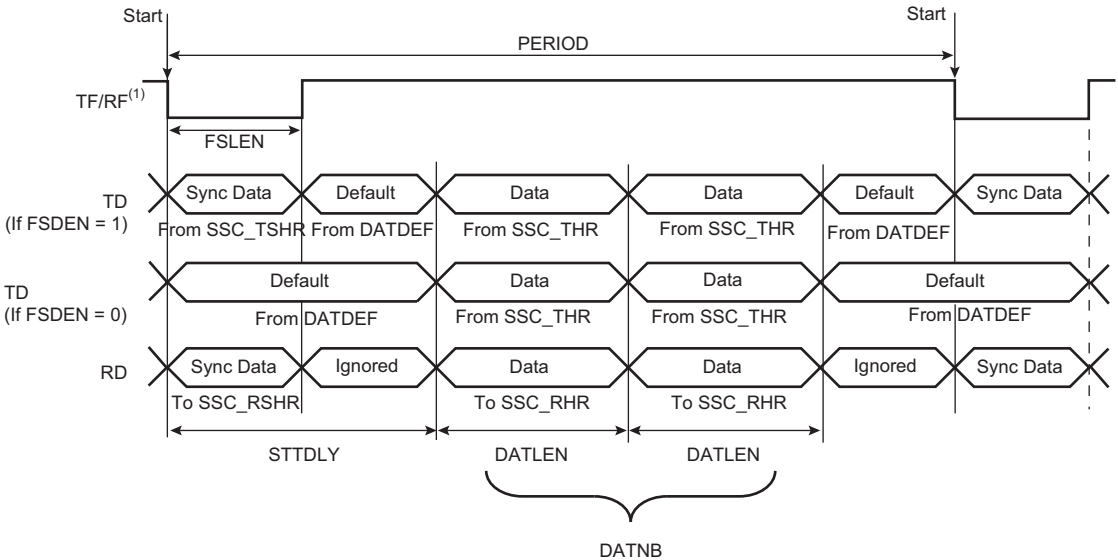 Start
Start
PERIOD
TF/RF(1)
FSLEN
TD
(If FSDEN = 1)
Sync Data
Default
Data
Data
Default
Sync Data
From SSC_TSHR
From DATDEF
From SSC_THR
From SSC_THR
From DATDEF
TD
(If FSDEN = 0)
Default
Data
Data
Default
From DATDEF
From SSC_THR
From SSC_THR
From DATDEF
RD
Sync Data
Ignored
Data
Data
Ignored
Sync Data
To SSC_RSHR
To SSC_RHR
To SSC_RHR
STTDLY
DATLEN
DATLEN
DATNB